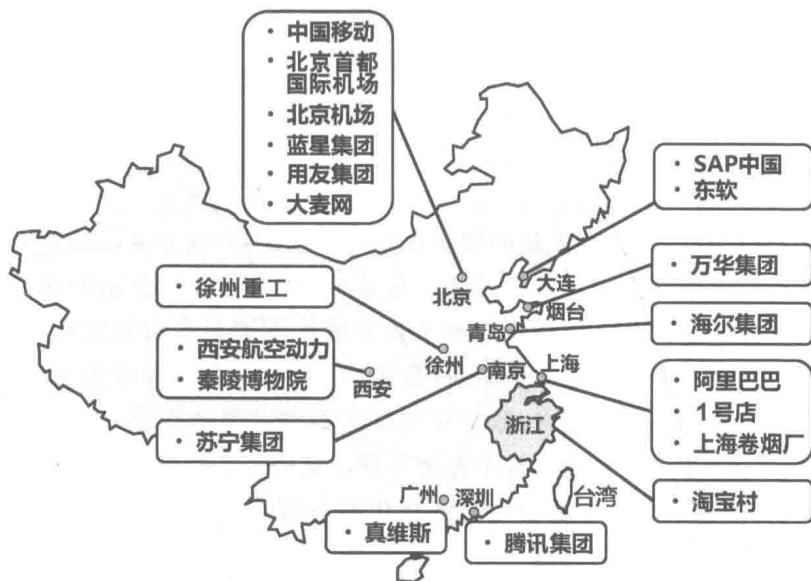 · 中国移动
· 北京首都
国际机场
· 北京机场
· 蓝星集团
· 用友集团
· 大麦网
· SAP中国
· 东软
北京
大连
· 万华集团
烟台
· 徐州重工
青岛
· 海尔集团
· 西安航空动力
· 秦陵博物院
徐州
西安
南京
上海
· 阿里巴巴
· 1号店
· 上海卷烟厂
浙江
· 苏宁集团
· 淘宝村
广州
深圳
台湾
· 真维斯
· 腾讯集团